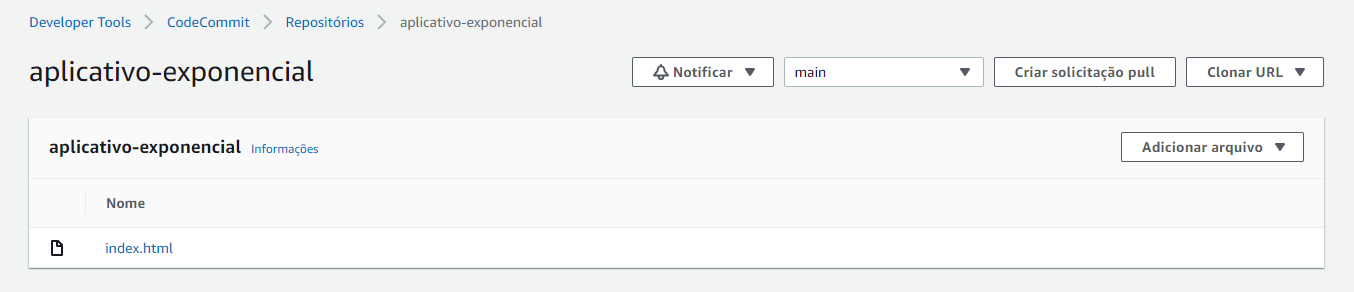 Developer Tools > CodeCommit > Repositórios > aplicativo-exponencial
aplicativo-exponencial
Notificar
main
Criar solicitação pull
Clonar URL
aplicativo-exponencial Informações
Adicionar arquivo
Nome
index.html